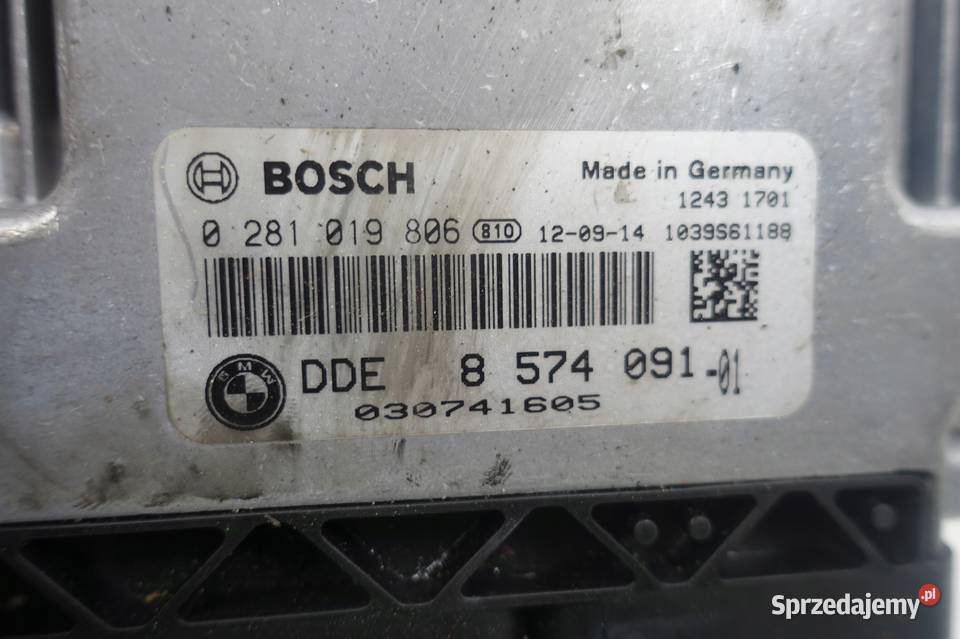 BOSCH
Made in Germany
1243 1701
0 281 019 806 810 12-09-14 1039S61188
BMW
DDE 8 574 091-01
030741605
Sprzedajemy.pl